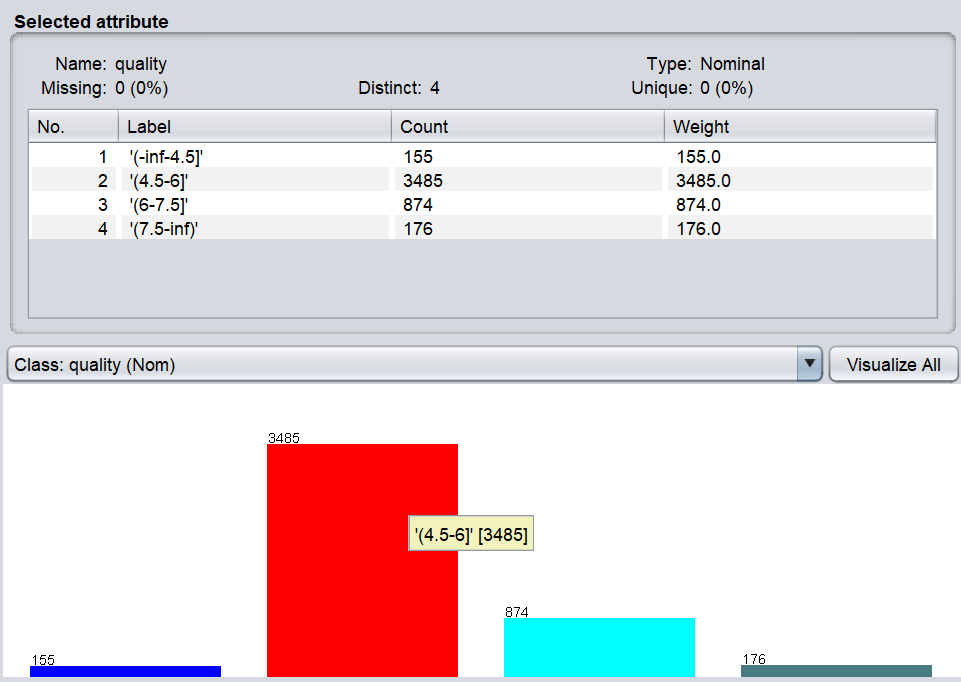 Selected attribute
Name: quality Type: Nominal
Missing: 0 (0%) Distinct: 4 Unique: 0 (0%)
No. Label Count Weight
1 '(-inf-4.5]' 155 155.0
2 '(4.5-6]' 3485 3485.0
3 '(6-7.5]' 874 874.0
4 '(7.5-inf)' 176 176.0
Class: quality (Nom) Visualize All
3485
'(4.5-6]' [3485]
874
155
176